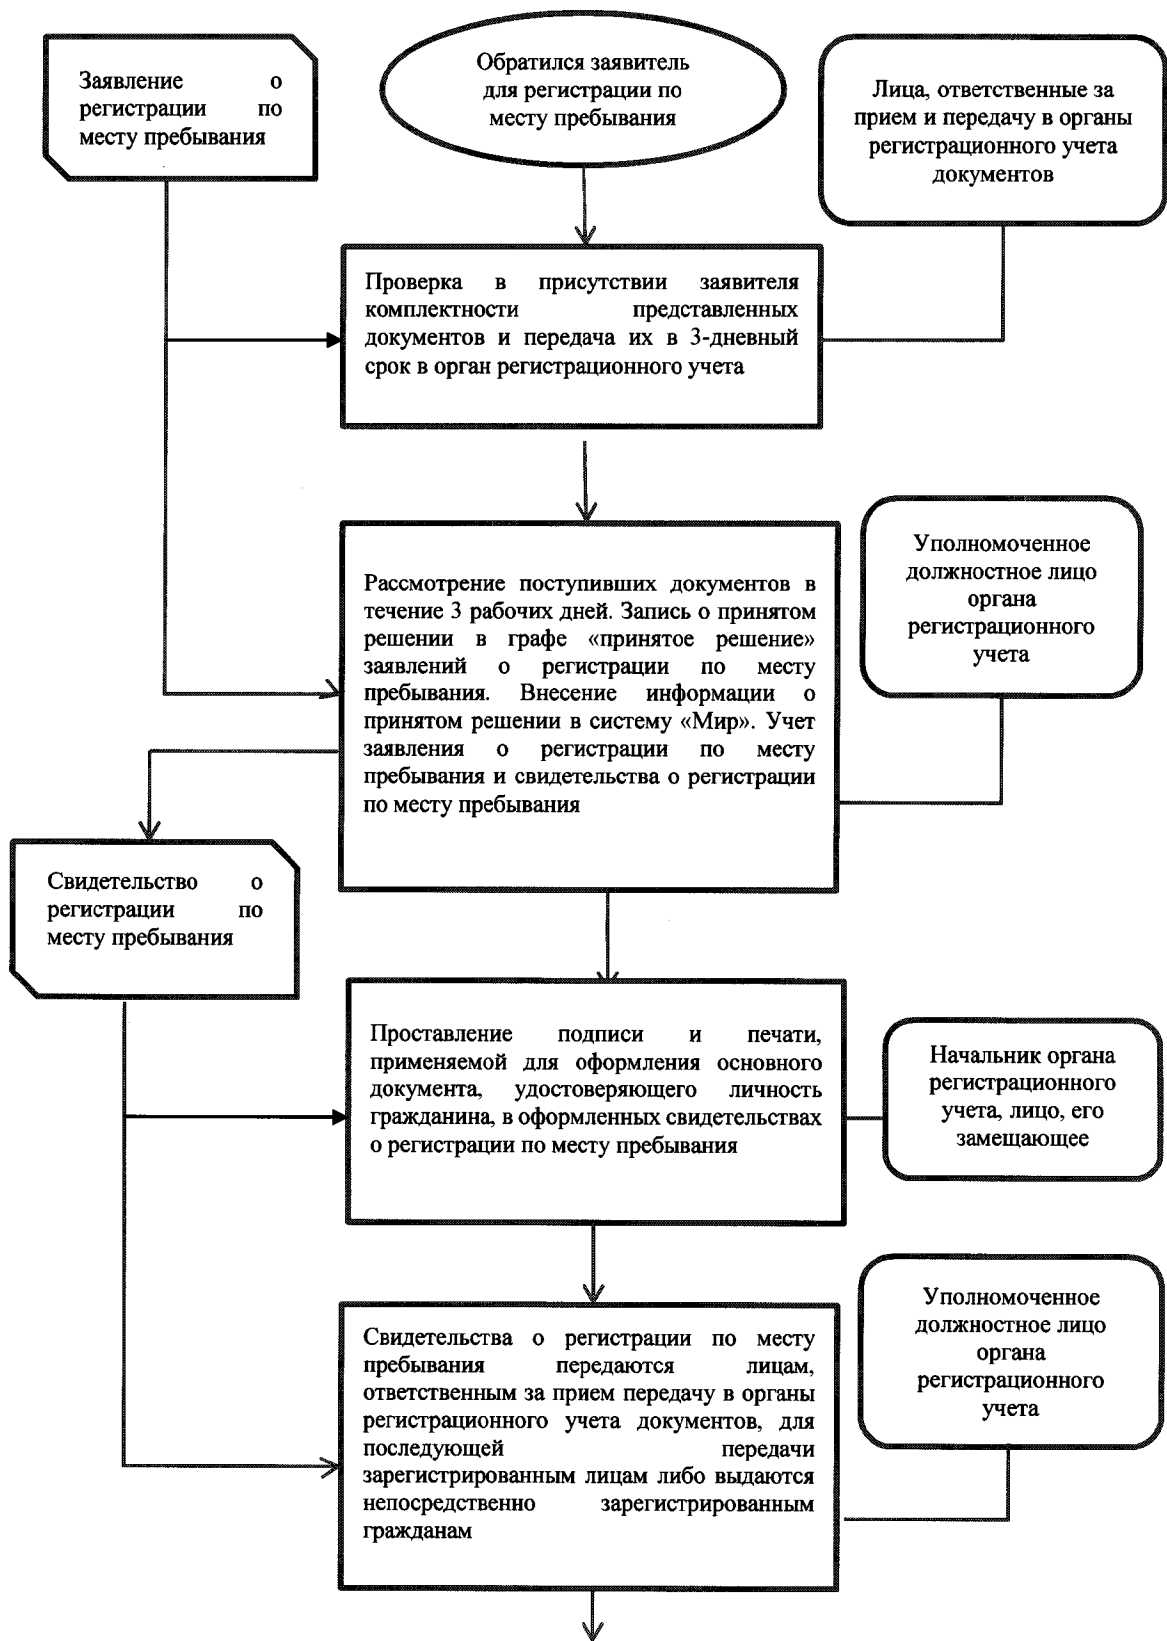 Заявление о
регистрации по
месту пребывания
Обратился заявитель
для регистрации по
месту пребывания
Лица, ответственные за
прием и передачу в органы
регистрационного учета
документов
Проверка в присутствии заявителя
комплектности представленных
документов и передача их в 3-дневный
срок в орган регистрационного учета
Рассмотрение поступивших документов в
течение 3 рабочих дней. Запись о принятом
решении в графе «принятое решение»
заявлений о регистрации по месту
пребывания. Внесение информации о
принятом решении в систему «Мир». Учет
заявления о регистрации по месту
пребывания и свидетельства о регистрации
по месту пребывания
Уполномоченное
должностное лицо
органа
регистрационного
учета
Свидетельство о
регистрации по
месту пребывания
Проставление подписи и печати,
применяемой для оформления основного
документа, удостоверяющего личность
гражданина, в оформленных свидетельствах
о регистрации по месту пребывания
Начальник органа
регистрационного
учета, лицо, его
замещающее
Свидетельства о регистрации по месту
пребывания передаются лицам,
ответственным за прием передачу в органы
регистрационного учета документов, для
последующей передачи
зарегистрированным лицам либо выдаются
непосредственно зарегистрированным
гражданам
Уполномоченное
должностное лицо
органа
регистрационного
учета